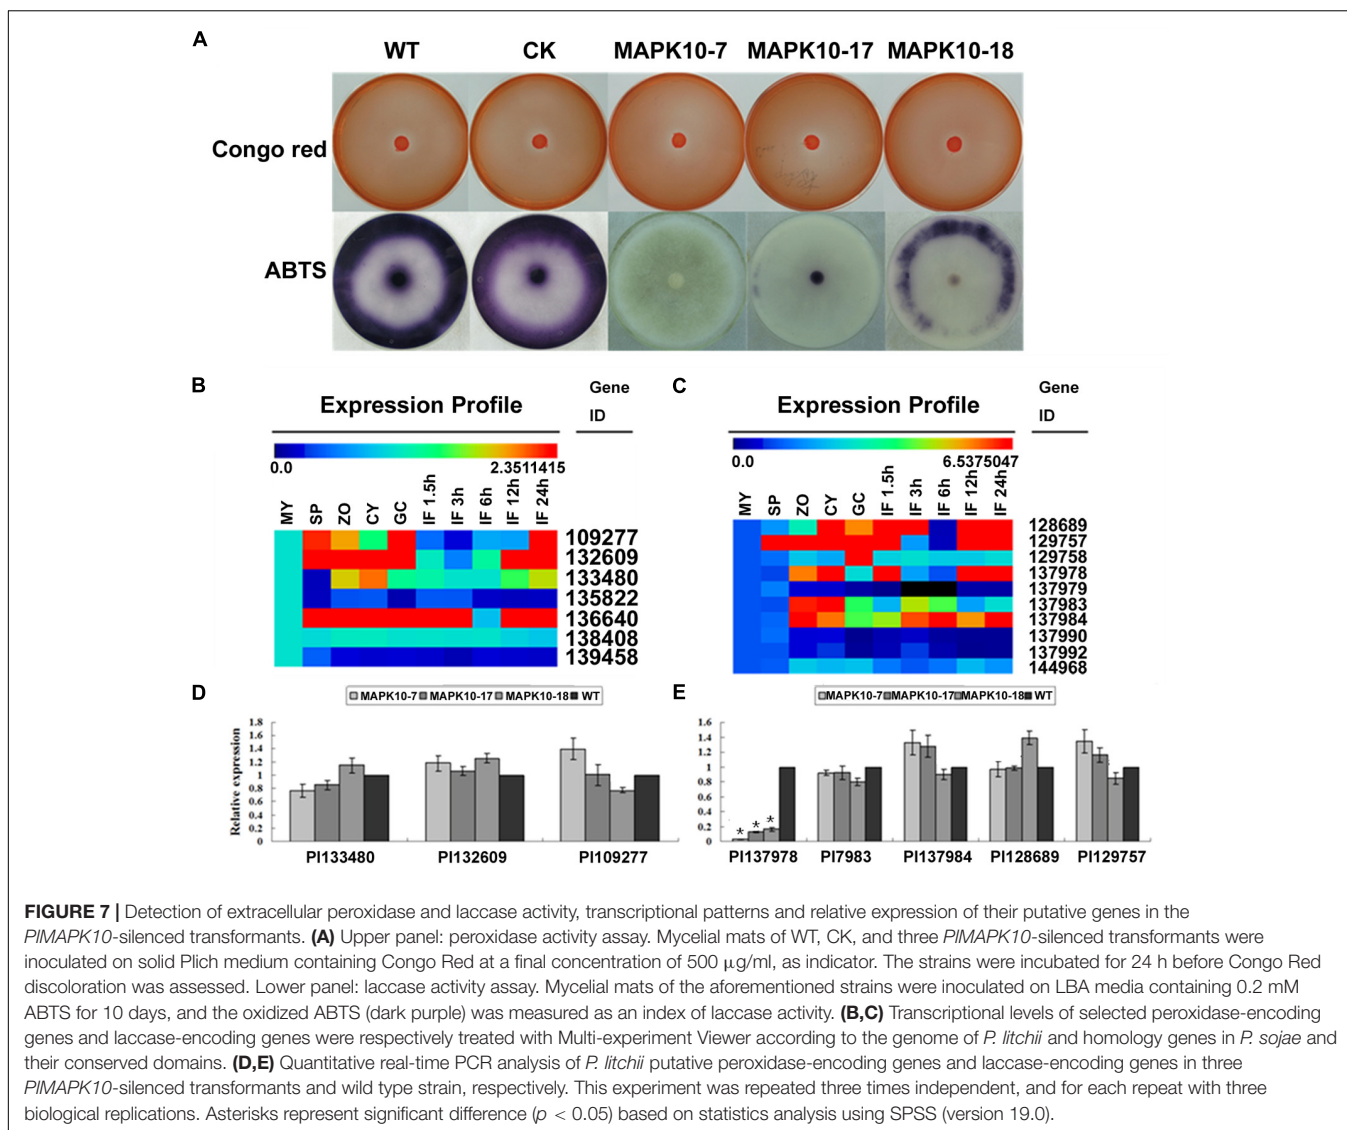 A
WT CK MAPK10-7 MAPK10-17 MAPK10-18
Congo red
ABTS
B
Expression Profile
Gene
ID
0.0 2.3511415
MY SP ZO CY GC IF 1.5h IF 3h IF 6h IF 12h IF 24h
109277
132609
133480
135822
136640
138408
139458
C
Expression Profile
Gene
ID
0.0 6.5375047
MY SP ZO CY GC IF 1.5h IF 3h IF 6h IF 12h IF 24h
128689
129757
129758
137978
137979
137983
137984
137990
137992
144968
D
MAPK10-7 MAPK10-17 MAPK10-18 WT
Relative expression
1.8
1.6
1.4
1.2
1
0.8
0.6
0.4
0.2
0
PI133480 PI132609 PI109277
E
MAPK10-7 MAPK10-17 MAPK10-18 WT
1.6
1.4
1.2
1
0.8
0.6
0.4
0.2
0
* * *
PI137978 PI7983 PI137984 PI128689 PI129757
FIGURE 7 | Detection of extracellular peroxidase and laccase activity, transcriptional patterns and relative expression of their putative genes in the
PlMAPK10-silenced transformants. (A) Upper panel: peroxidase activity assay. Mycelial mats of WT, CK, and three PlMAPK10-silenced transformants were
inoculated on solid Plich medium containing Congo Red at a final concentration of 500 μg/ml, as indicator. The strains were incubated for 24 h before Congo Red
discoloration was assessed. Lower panel: laccase activity assay. Mycelial mats of the aforementioned strains were inoculated on LBA media containing 0.2 mM
ABTS for 10 days, and the oxidized ABTS (dark purple) was measured as an index of laccase activity. (B,C) Transcriptional levels of selected peroxidase-encoding
genes and laccase-encoding genes were respectively treated with Multi-experiment Viewer according to the genome of P. litchii and homology genes in P. sojae and
their conserved domains. (D,E) Quantitative real-time PCR analysis of P. litchii putative peroxidase-encoding genes and laccase-encoding genes in three
PlMAPK10-silenced transformants and wild type strain, respectively. This experiment was repeated three times independent, and for each repeat with three
biological replications. Asterisks represent significant difference (p < 0.05) based on statistics analysis using SPSS (version 19.0).